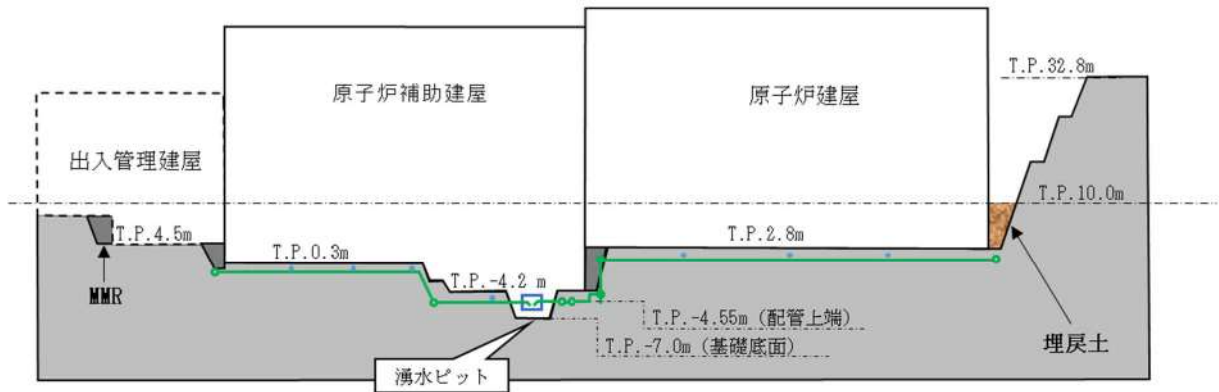 T.P.32.8m
原子炉補助建屋
原子炉建屋
出入管理建屋
T.P.10.0m
T.P.4.5m
T.P.0.3m
T.P.2.8m
T.P.-4.2 m
MMR
T.P.-4.55m (配管上端)
T.P.-7.0m (基礎底面)
埋戻土
湧水ピット